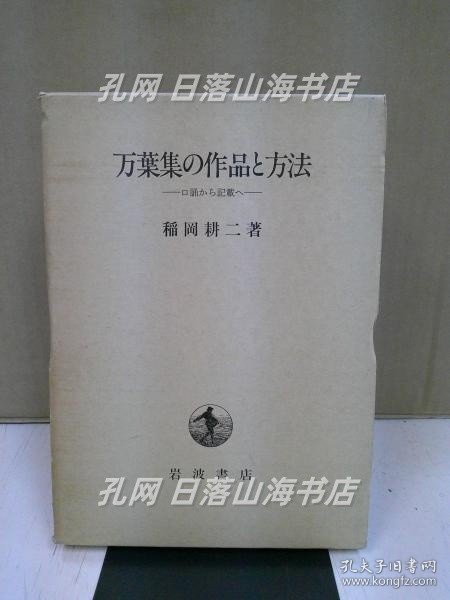 孔网 日落山海书店
万葉集の作品と方法
──口誦から記載へ──
稲岡耕二著
岩波書店
孔网 日落山海书店
孔夫子旧书网
www.kongfz.com